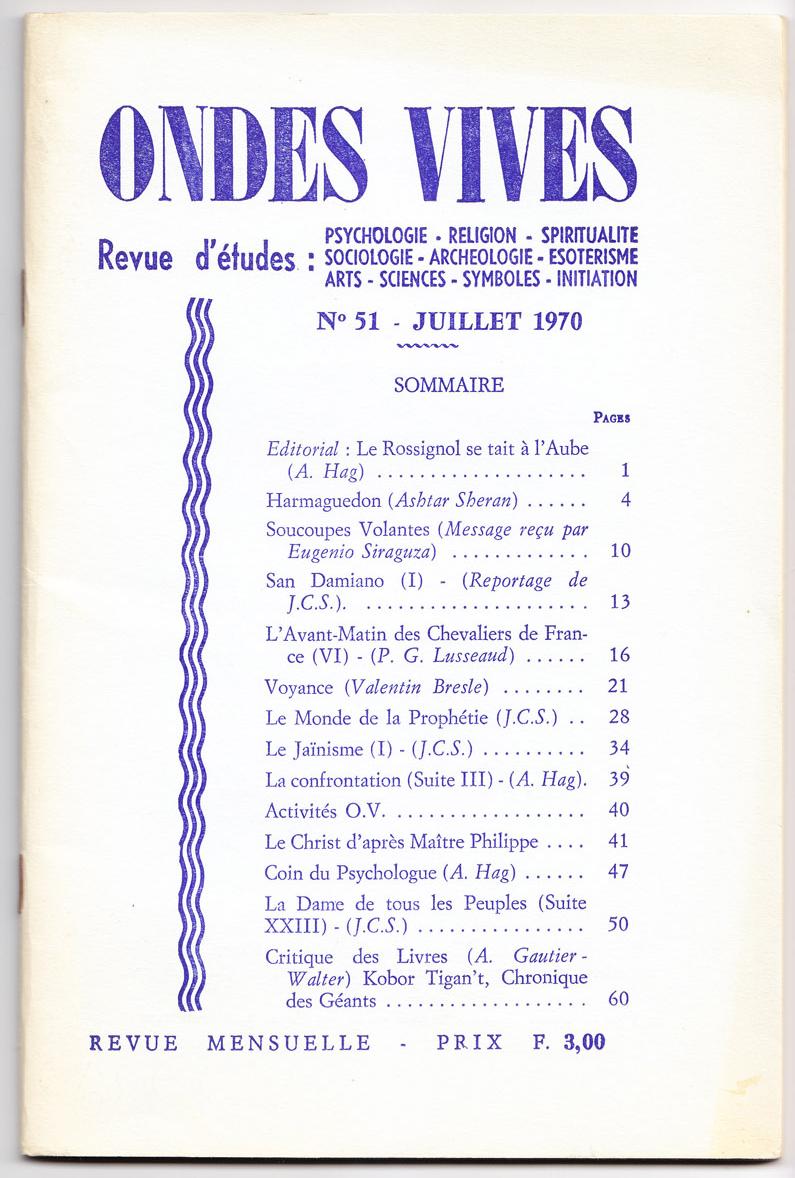 ONDES VIVES
Revue d'études :
PSYCHOLOGIE - RELIGION - SPIRITUALITE
SOCIOLOGIE - ARCHEOLOGIE - ESOTERISME
ARTS - SCIENCES - SYMBOLES - INITIATION
Nº 51 - JUILLET 1970
SOMMAIRE
PAGES
Editorial : Le Rossignol se tait à l'Aube
(A. Hag) ..................... 1
Harmaguedon (Ashtar Sheran) ...... 4
Soucoupes Volantes (Message reçu par
Eugenio Siraguza) ............. 10
San Damiano (I) - (Reportage de
J.C.S.). ...................... 13
L'Avant-Matin des Chevaliers de Fran-
ce (VI) - (P. G. Lusseaud) ...... 16
Voyance (Valentin Bresle) ........ 21
Le Monde de la Prophétie (J.C.S.) .. 28
Le Jaïnisme (I) - (J.C.S.) .......... 34
La confrontation (Suite III) - (A. Hag). 39
Activités O.V. ................... 40
Le Christ d'après Maître Philippe .... 41
Coin du Psychologue (A. Hag) ...... 47
La Dame de tous les Peuples (Suite
XXIII) - (J.C.S.) ................ 50
Critique des Livres (A. Gautier-
Walter) Kobor Tigan't, Chronique
des Géants .................... 60
REVUE MENSUELLE - PRIX F. 3,00